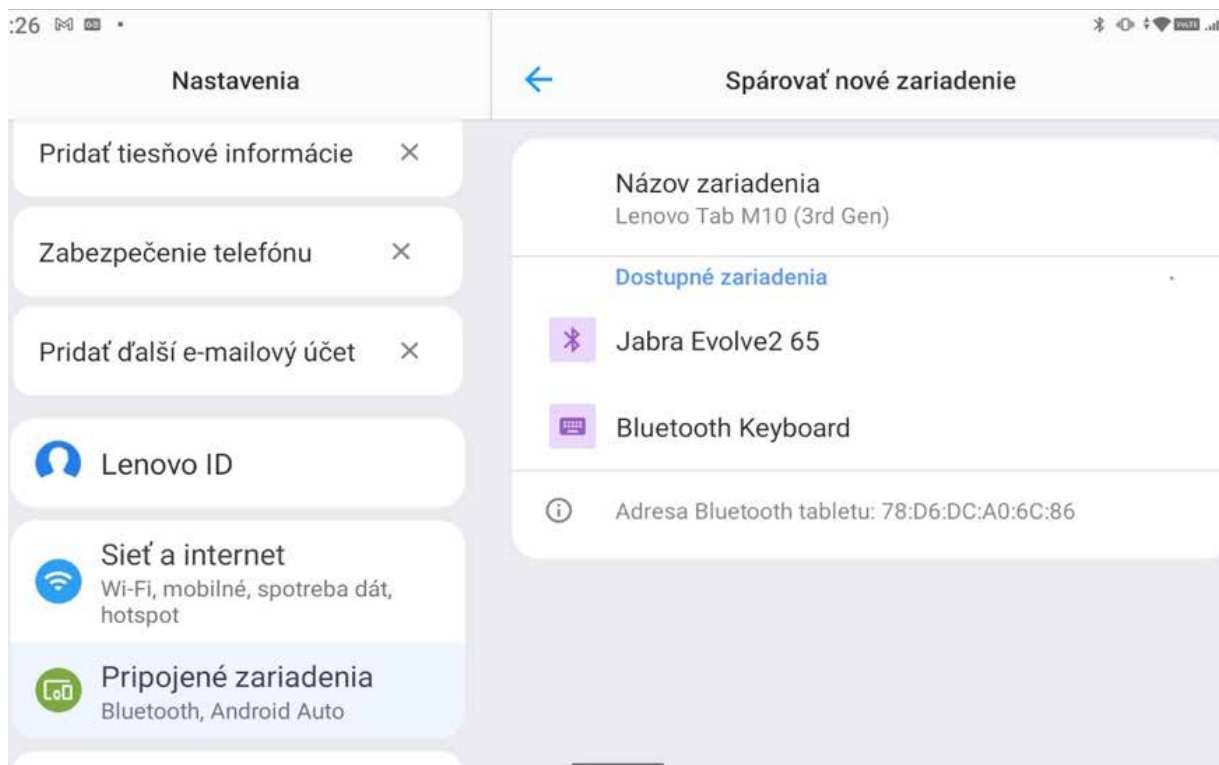 :26
Nastavenia
Pridať tiesňové informácie
Zabezpečenie telefónu
Pridať ďalší e-mailový účet
Lenovo ID
Sieť a internet
Wi-Fi, mobilné, spotreba dát,
hotspot
Pripojené zariadenia
Bluetooth, Android Auto
Spárovať nové zariadenie
Názov zariadenia
Lenovo Tab M10 (3rd Gen)
Dostupné zariadenia
Jabra Evolve2 65
Bluetooth Keyboard
Adresa Bluetooth tabletu: 78:D6:DC:A0:6C:86